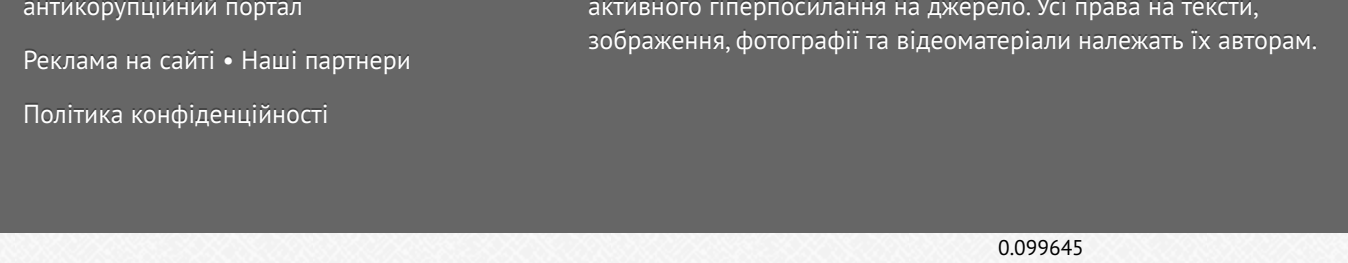 антикорупційний портал
Реклама на сайті • Наші партнери
Політика конфіденційності
активного гіперпосилання на джерело. Усі права на тексти,
зображення, фотографії та відеоматеріали належать їх авторам.
0.099645